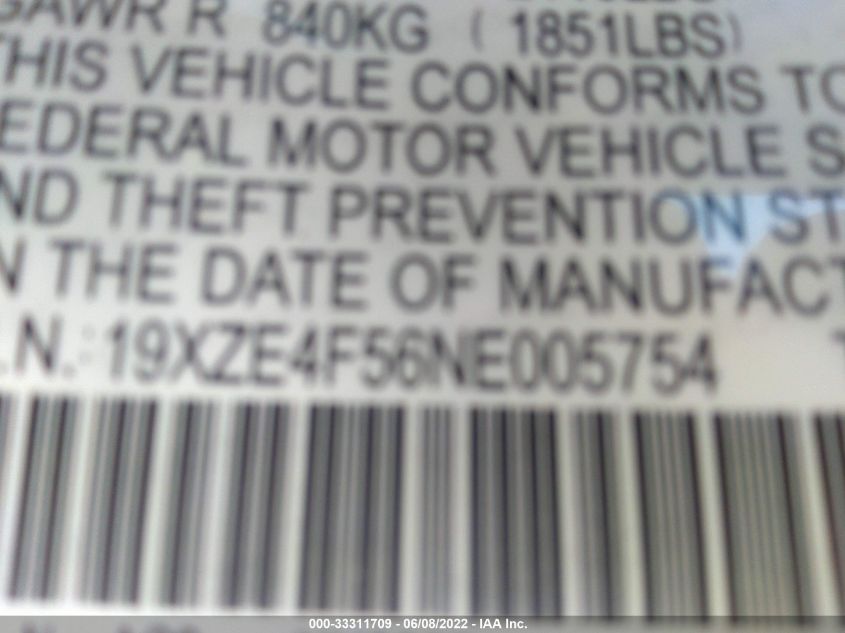 GAWR R 840KG ( 1851LBS)
THIS VEHICLE CONFORMS TO
FEDERAL MOTOR VEHICLE S
ND THEFT PREVENTION ST
N THE DATE OF MANUFACT
.N.: 19XZE4F56NE005754
000-33311709 - 06/08/2022 - IAA Inc.